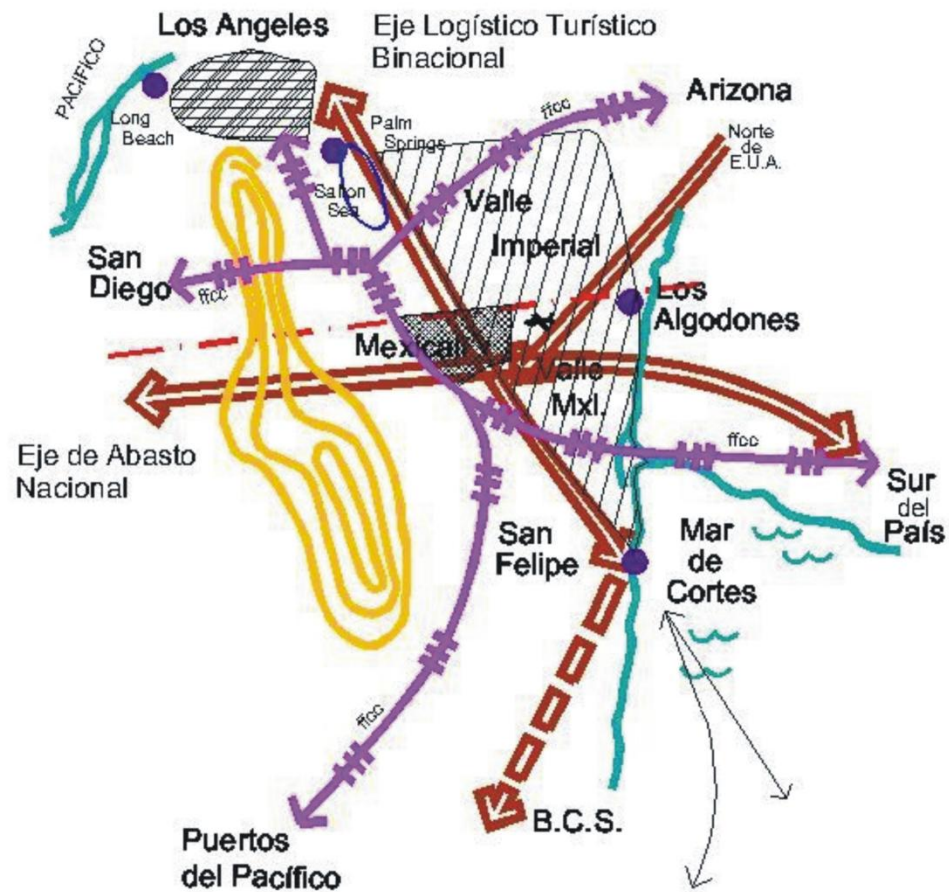 Los Angeles
Eje Logístico Turístico
Binacional
PACIFICO
Long
Beach
Palm
Springs
ffcc
Arizona
Norte
de
E.U.A.
Salton
Sea
Valle
Imperial
San
Diego
ffcc
Los
Algodones
Mexicali
Valle
Mxl.
Eje de Abasto
Nacional
ffcc
Sur
del
País
San
Felipe
Mar
de
Cortes
ffcc
B.C.S.
Puertos
del Pacífico